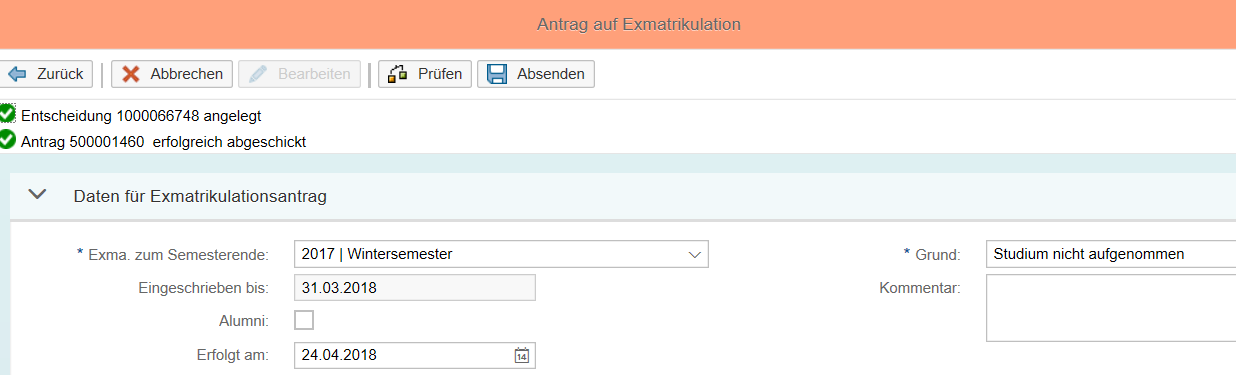 Antrag auf Exmatrikulation
Zurück Abbrechen Bearbeiten Prüfen Absenden
Entscheidung 1000066748 angelegt
Antrag 500001460 erfolgreich abgeschickt
Daten für Exmatrikulationsantrag
* Exma. zum Semesterende: 2017 | Wintersemester * Grund: Studium nicht aufgenommen
Eingeschrieben bis: 31.03.2018 Kommentar:
Alumni:
Erfolgt am: 24.04.2018 14